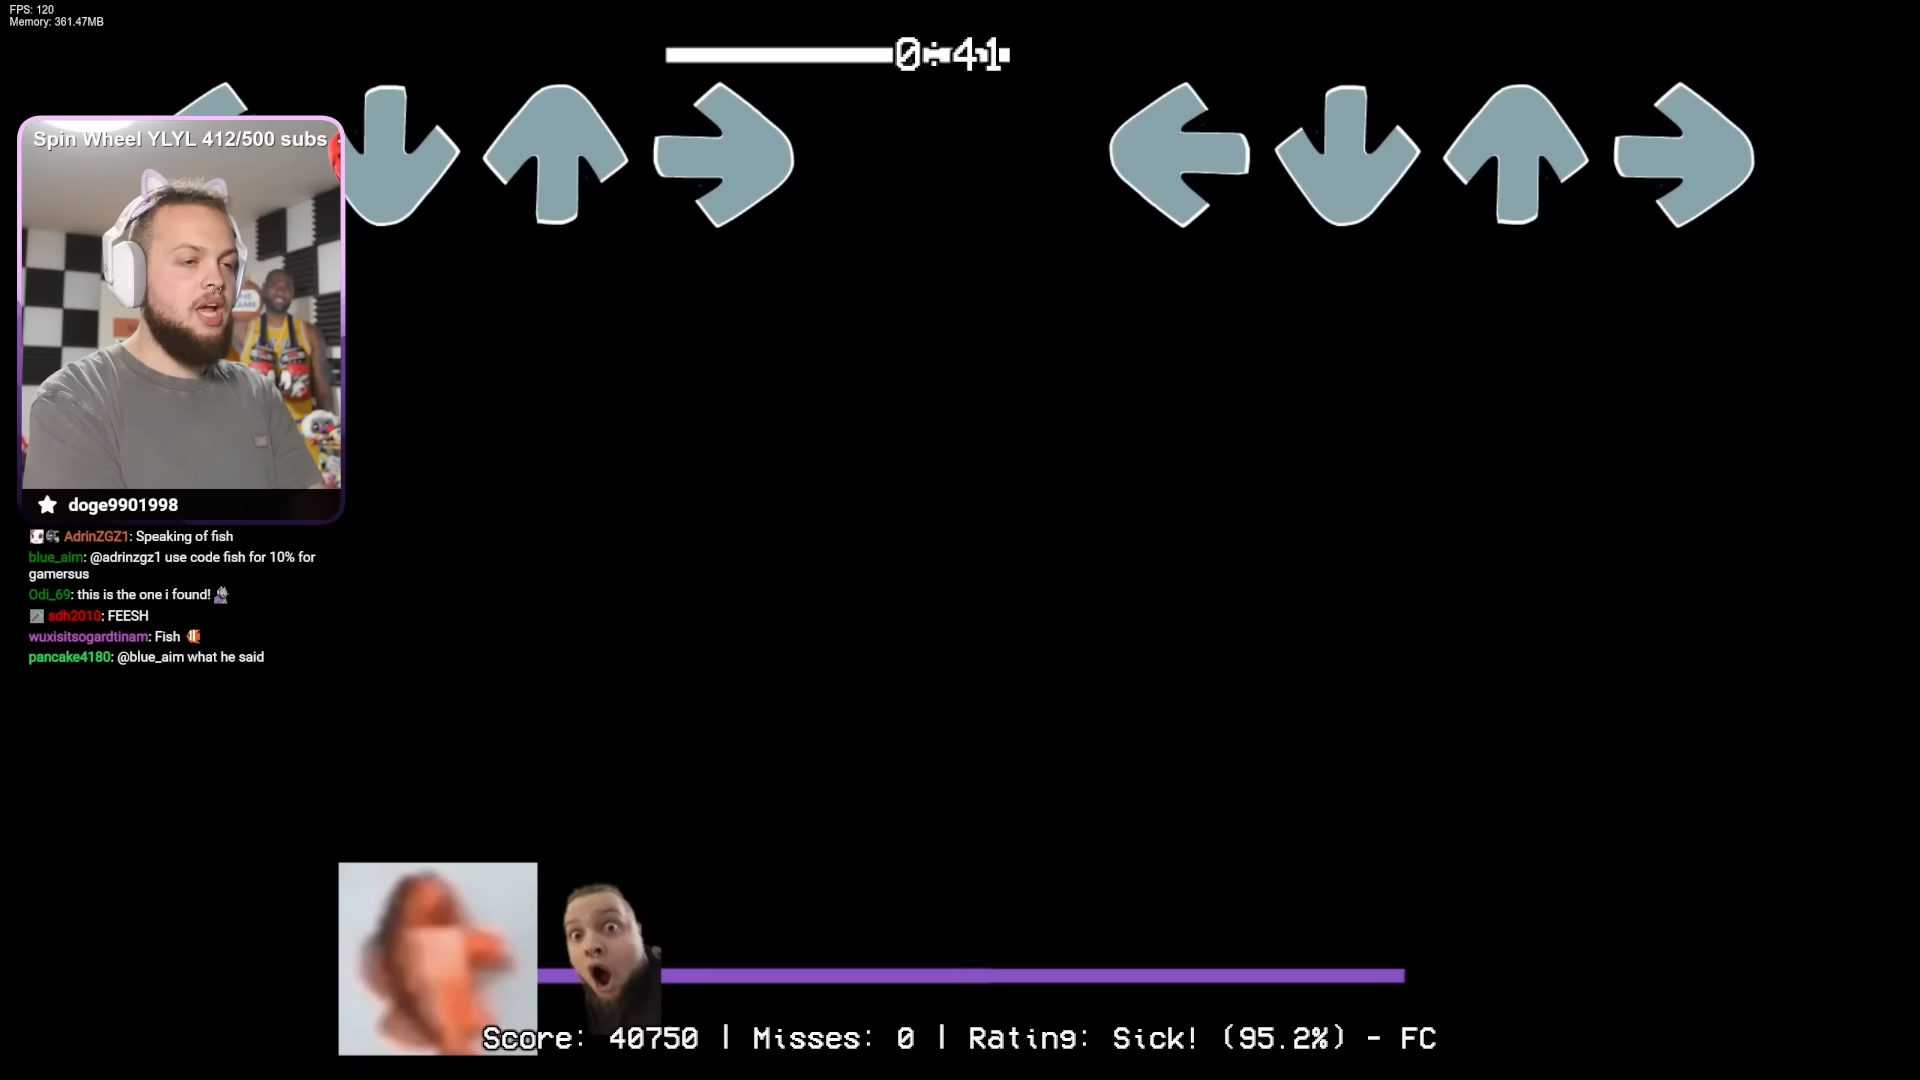 FPS: 120
Memory: 361.47MB
0:41
Spin Wheel YLYL 412/500 subs
doge9901998
AdrinZGZ1: Speaking of fish
blue_aim: @adrinzgz1 use code fish for 10% for
gamersus
Odi_69: this is the one i found!
sdh2010: FEESH
wuxisitsogardtinam: Fish
pancake4180: @blue_aim what he said
Score: 40750 | Misses: 0 | Rating: Sick! (95.2%) - FC